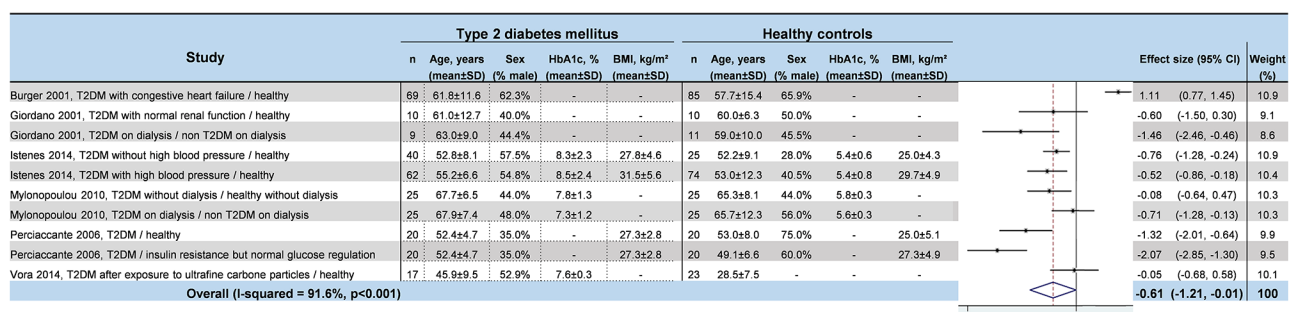 Type 2 diabetes mellitus Healthy controls
Study n Age, years (mean±SD) Sex (% male) HbA1c, % (mean±SD) BMI, kg/m² (mean±SD) n Age, years (mean±SD) Sex (% male) HbA1c, % (mean±SD) BMI, kg/m² (mean±SD) Effect size (95% CI) Weight (%)
Burger 2001, T2DM with congestive heart failure / healthy 69 61.8±11.6 62.3% - - 85 57.7±15.4 65.9% - - 1.11 (0.77, 1.45) 10.9
Giordano 2001, T2DM with normal renal function / healthy 10 61.0±12.7 40.0% - - 10 60.0±6.3 50.0% - - -0.60 (-1.50, 0.30) 9.1
Giordano 2001, T2DM on dialysis / non T2DM on dialysis 9 63.0±9.0 44.4% - - 11 59.0±10.0 45.5% - - -1.46 (-2.46, -0.46) 8.6
Istenes 2014, T2DM without high blood pressure / healthy 40 52.8±8.1 57.5% 8.3±2.3 27.8±4.6 25 52.2±9.1 28.0% 5.4±0.6 25.0±4.3 -0.76 (-1.28, -0.24) 10.9
Istenes 2014, T2DM with high blood pressure / healthy 62 55.2±6.6 54.8% 8.5±2.4 31.5±5.6 74 53.0±12.3 40.5% 5.4±0.8 29.7±4.9 -0.52 (-0.86, -0.18) 10.4
Mylonopoulou 2010, T2DM without dialysis / healthy without dialysis 25 67.7±6.5 44.0% 7.8±1.3 - 25 65.3±8.1 44.0% 5.8±0.3 - -0.08 (-0.64, 0.47) 10.3
Mylonopoulou 2010, T2DM on dialysis / non T2DM on dialysis 25 67.9±7.4 48.0% 7.3±1.2 - 25 65.7±12.3 56.0% 5.6±0.3 - -0.71 (-1.28, -0.13) 10.3
Perciaccante 2006, T2DM / healthy 20 52.4±4.7 35.0% - 27.3±2.8 20 53.0±8.0 75.0% - 25.0±5.1 -1.32 (-2.01, -0.64) 9.9
Perciaccante 2006, T2DM / insulin resistance but normal glucose regulation 20 52.4±4.7 35.0% - 27.3±2.8 20 49.1±6.6 60.0% - 27.3±4.9 -2.07 (-2.85, -1.30) 9.5
Vora 2014, T2DM after exposure to ultrafine carbon particles / healthy 17 45.9±9.5 52.9% 7.6±0.3 - 23 28.5±7.5 - - - -0.05 (-0.68, 0.58) 10.1
Overall (I-squared = 91.6%, p<0.001) -0.61 (-1.21, -0.01) 100